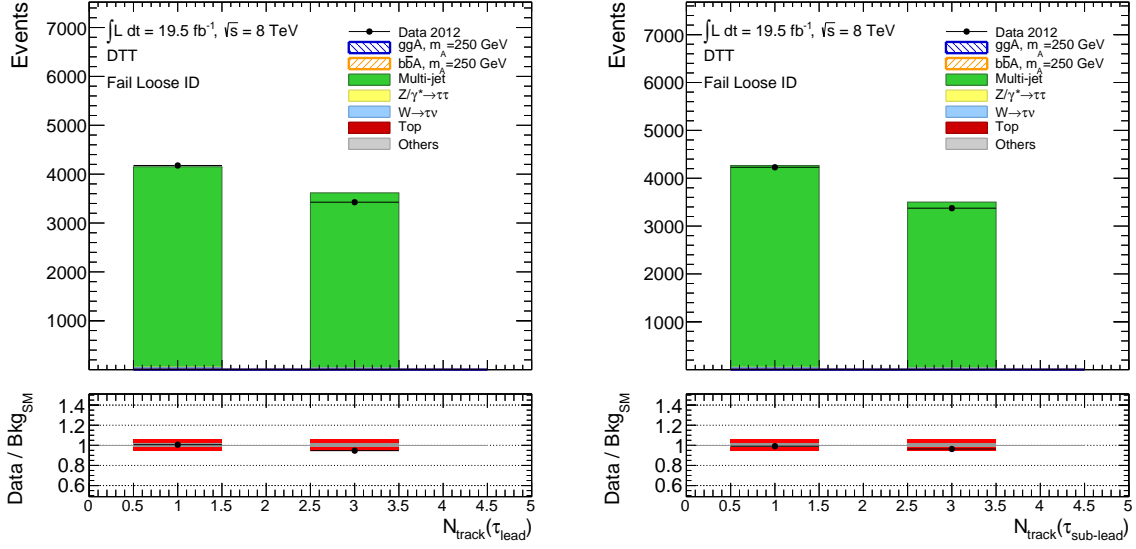 Events
7000
6000
5000
4000
3000
2000
1000
∫L dt = 19.5 fb⁻¹, √s = 8 TeV
DTT
Fail Loose ID
Data 2012
ggA, m_A=250 GeV
bb̄A, m_A=250 GeV
Multi-jet
Z/γ*→ττ
W→τν
Top
Others
Data / Bkg_SM
1.4
1.2
1
0.8
0.6
0 0.5 1 1.5 2 2.5 3 3.5 4 4.5 5
N_track(τ_lead)
Events
7000
6000
5000
4000
3000
2000
1000
∫L dt = 19.5 fb⁻¹, √s = 8 TeV
DTT
Fail Loose ID
Data 2012
ggA, m_A=250 GeV
bb̄A, m_A=250 GeV
Multi-jet
Z/γ*→ττ
W→τν
Top
Others
Data / Bkg_SM
1.4
1.2
1
0.8
0.6
0 0.5 1 1.5 2 2.5 3 3.5 4 4.5 5
N_track(τ_sub-lead)